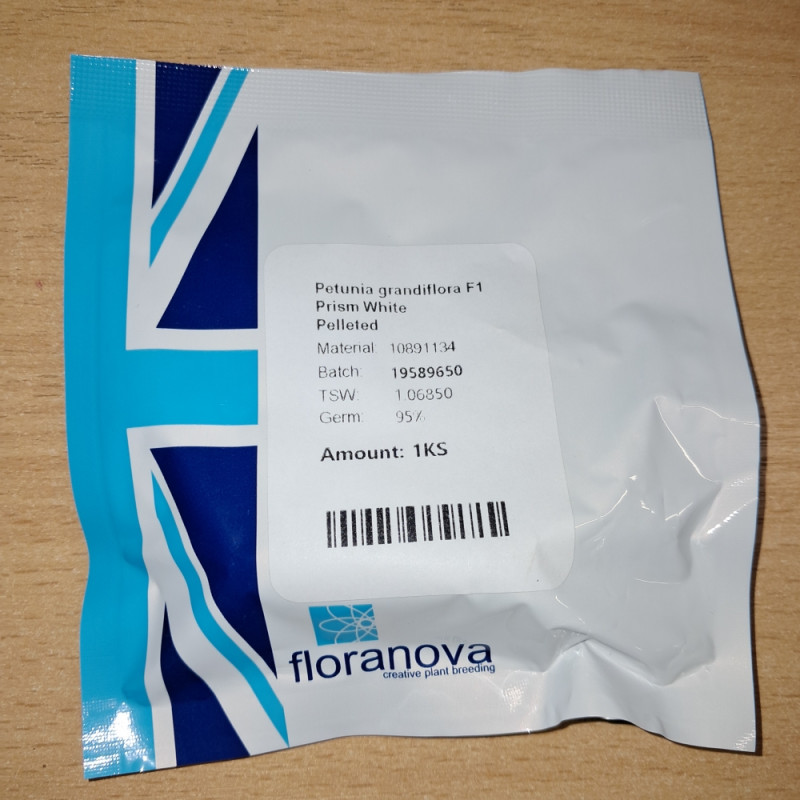 Petunia grandiflora F1
Prism White
Pelleted
Material: 10891134
Batch: 19589650
TSW: 1.06850
Germ: 95%
Amount: 1KS
floranova
creative plant breeding